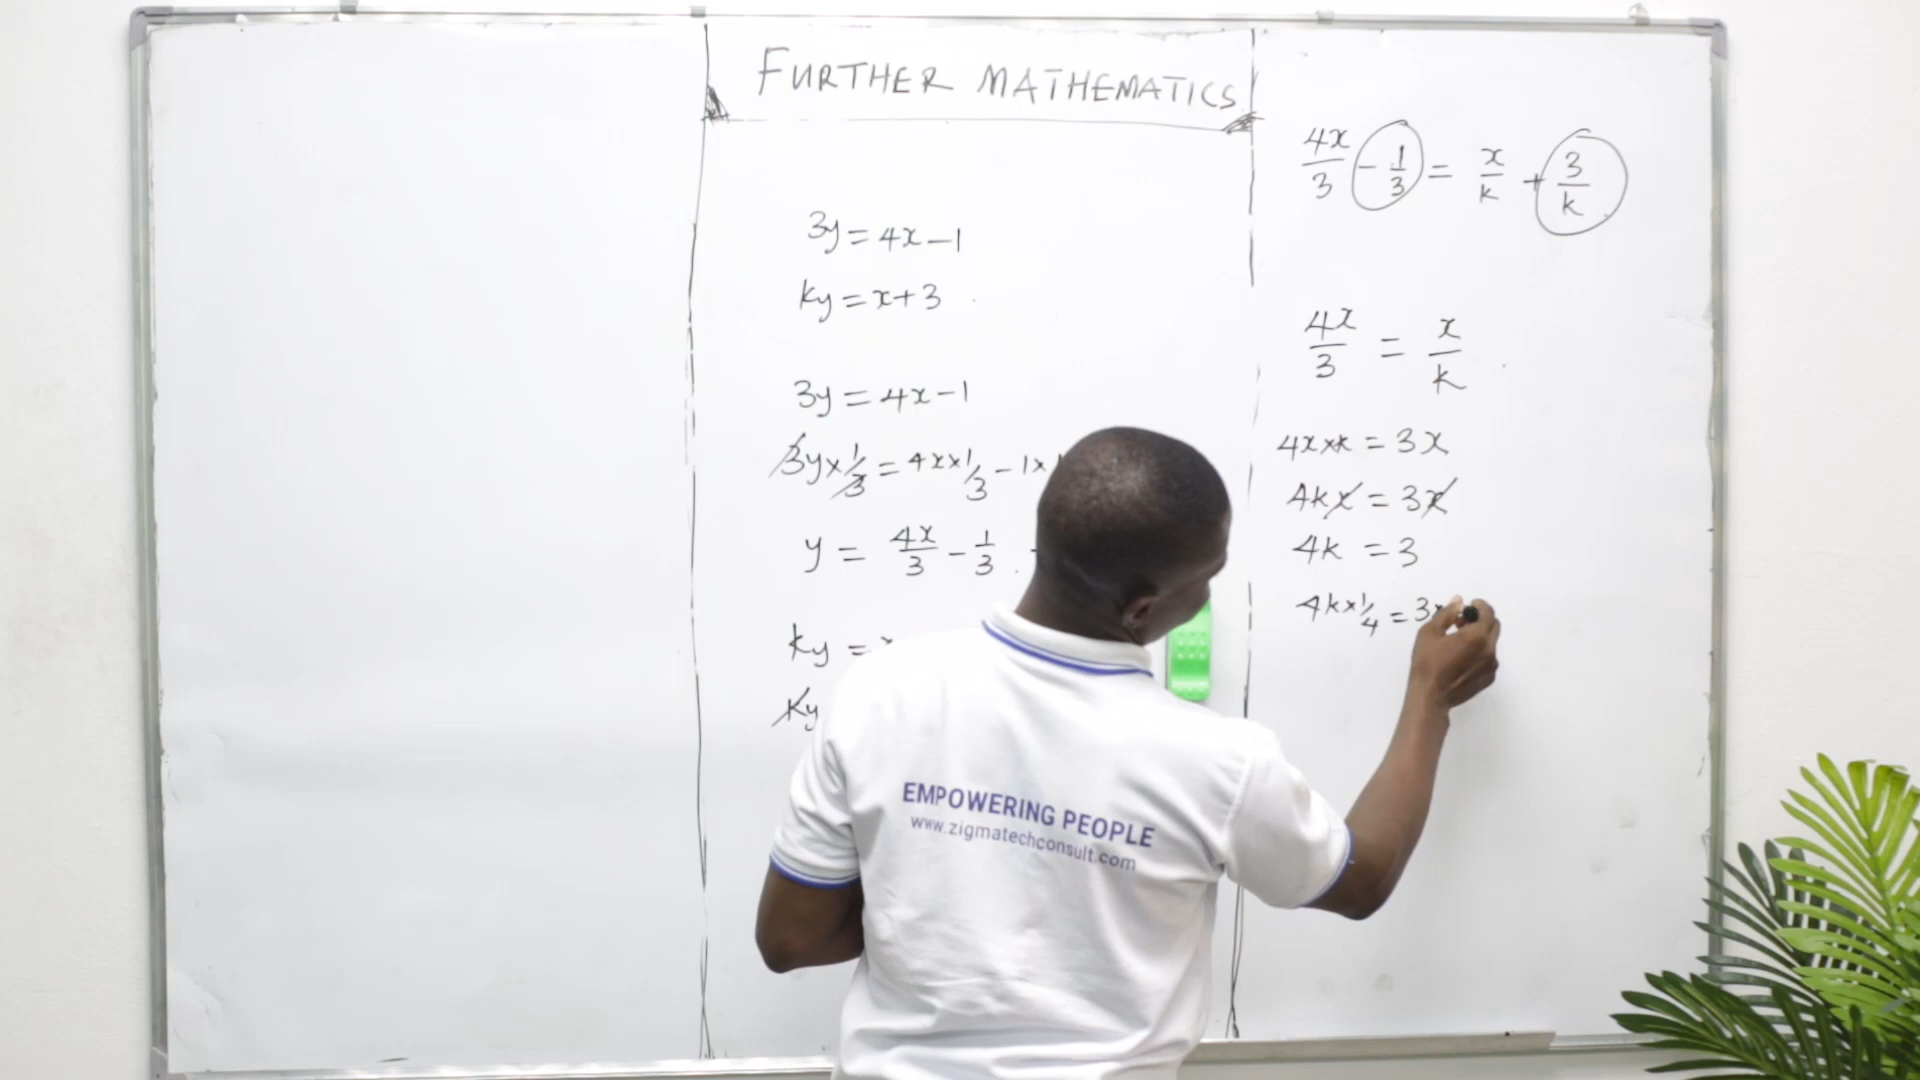 FURTHER MATHEMATICS
3y = 4x - 1
ky = x + 3
3y = 4x - 1
3y × 1/3 = 4x × 1/3 - 1 ×
y = 4x/3 - 1/3
ky =
ky
4x/3 - 1/3 = x/k + 3/k
4x/3 = x/k
4x × k = 3x
4kx = 3x
4k = 3
4k × 1/4 = 3×
EMPOWERING PEOPLE
www.zigmatechconsult.com